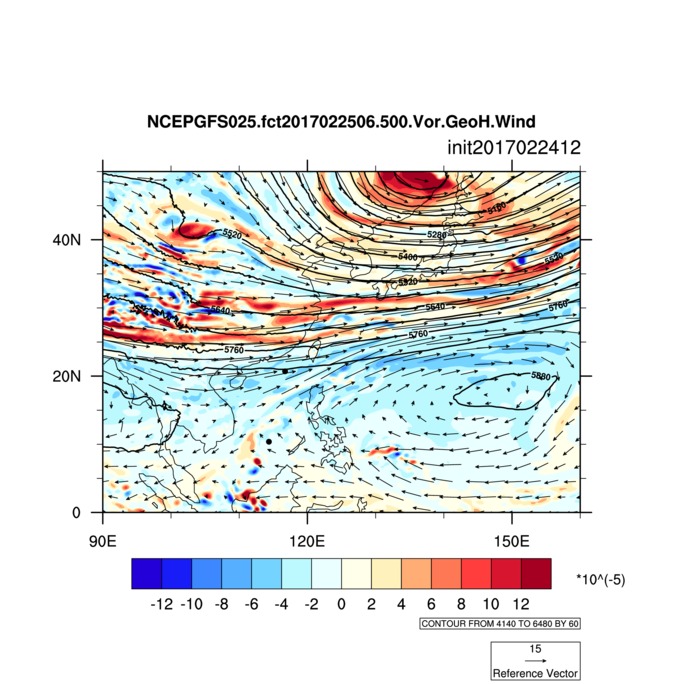 NCEPGFS025.fct2017022506.500.Vor.GeoH.Wind
init2017022412
5160
5520
5280
40N
5400
5520
5520
5640
5640
5760
5760
5760
20N
5880
0
90E 120E 150E
-12 -10 -8 -6 -4 -2 0 2 4 6 8 10 12
*10^(-5)
CONTOUR FROM 4140 TO 6480 BY 60
15
Reference Vector